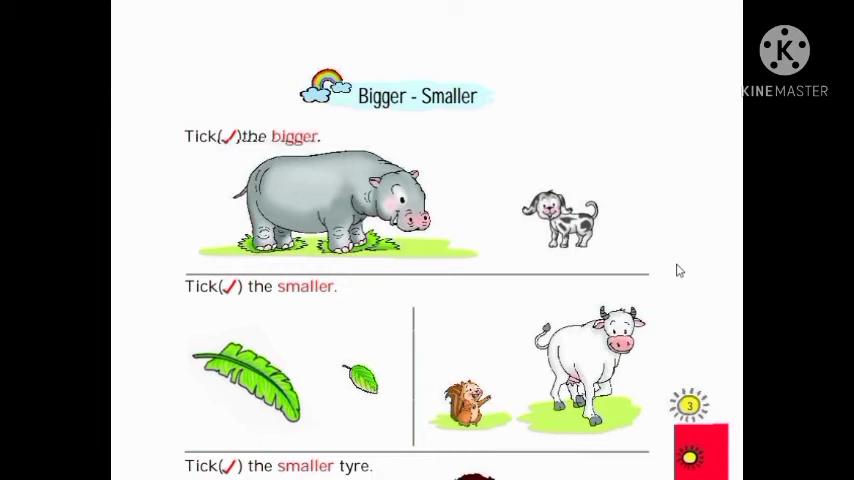 K
KINEMASTER
Bigger - Smaller
Tick(✓)the bigger.
Tick(✓) the smaller.
3
Tick(✓) the smaller tyre.